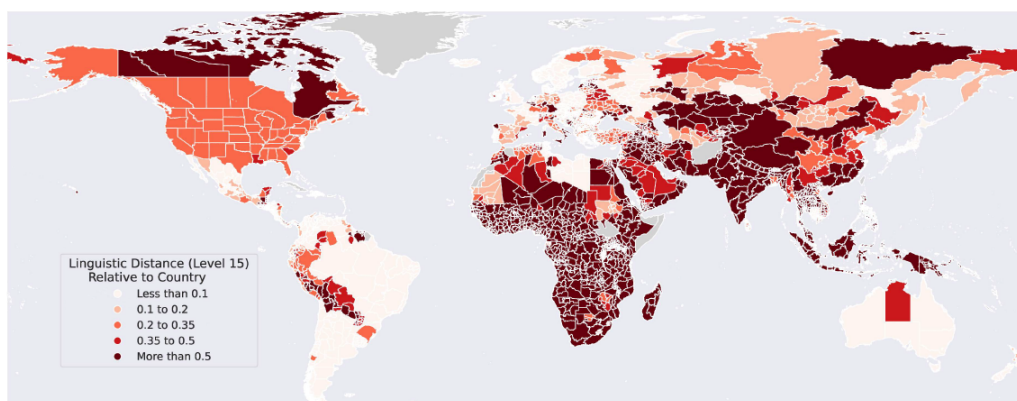 Linguistic Distance (Level 15)
Relative to Country
Less than 0.1
0.1 to 0.2
0.2 to 0.35
0.35 to 0.5
More than 0.5